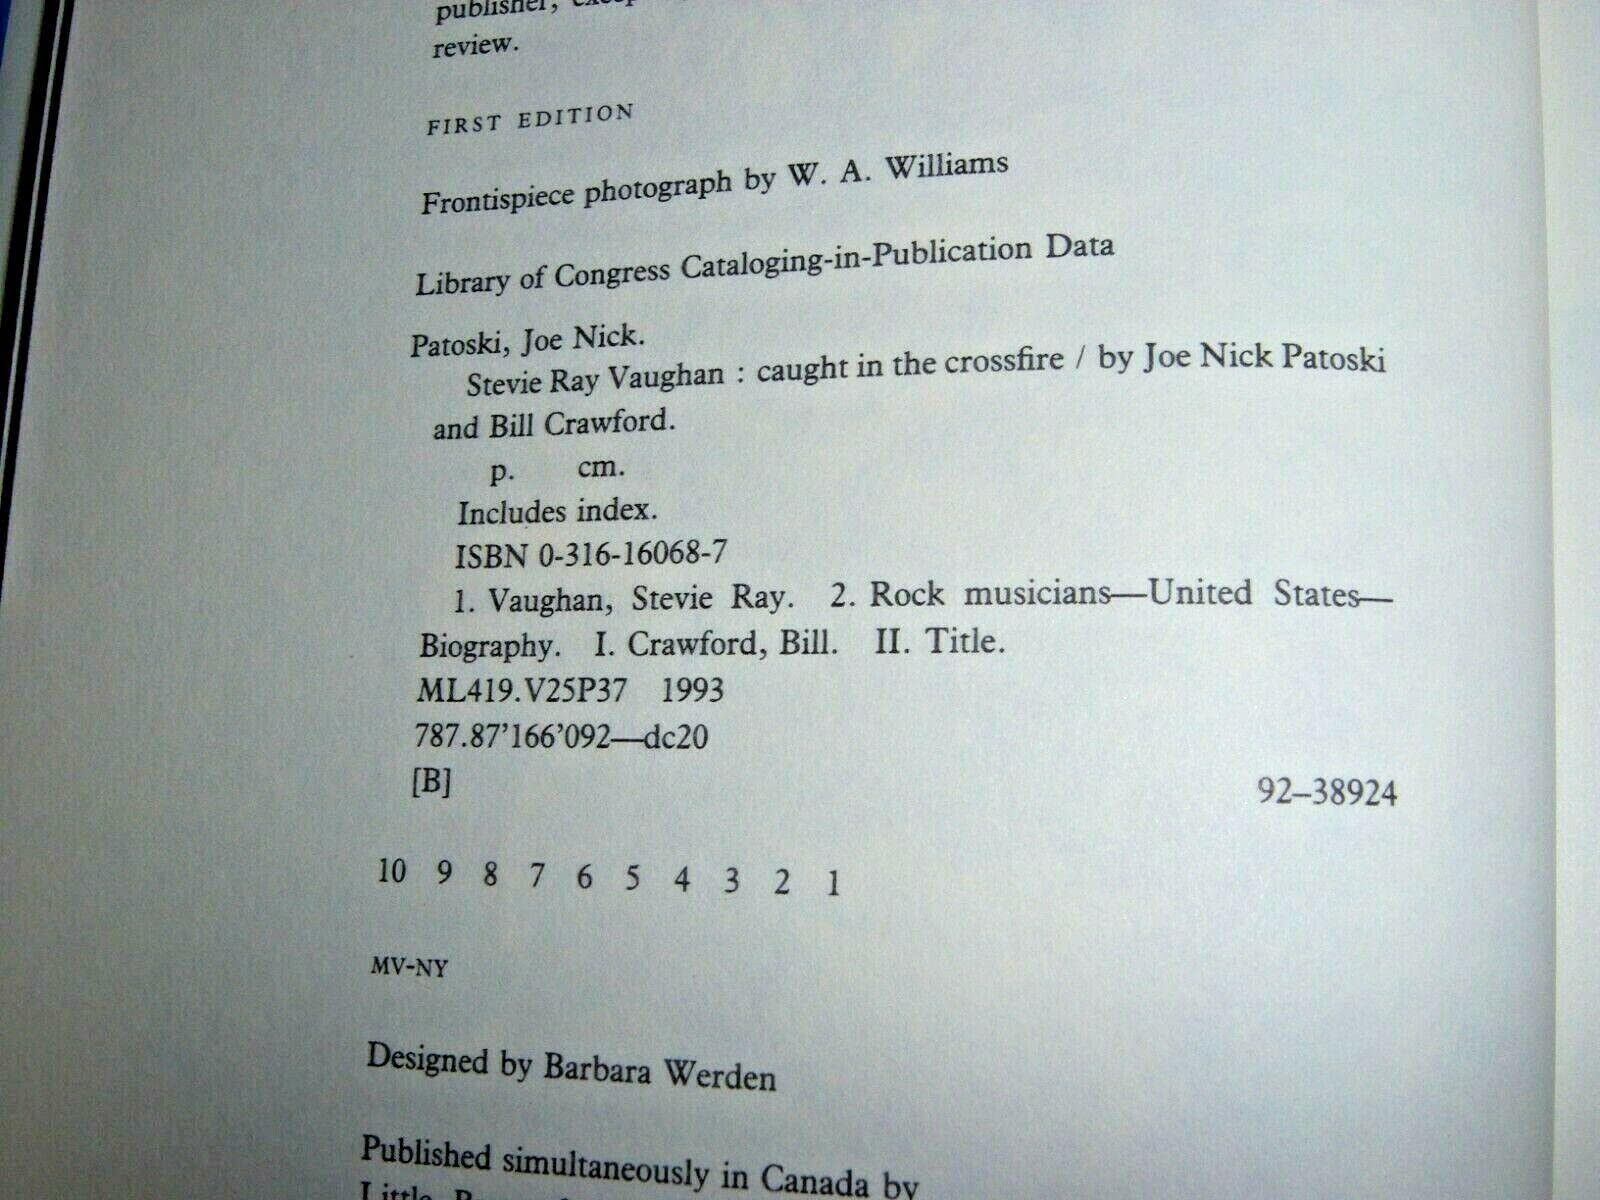 publisher,
review.
FIRST EDITION
Frontispiece photograph by W. A. Williams
Library of Congress Cataloging-in-Publication Data
Patoski, Joe Nick.
Stevie Ray Vaughan : caught in the crossfire / by Joe Nick Patoski
and Bill Crawford.
p. cm.
Includes index.
ISBN 0-316-16068-7
1. Vaughan, Stevie Ray. 2. Rock musicians—United States—
Biography. I. Crawford, Bill. II. Title.
ML419.V25P37 1993
787.87'166'092—dc20
[B] 92–38924
10 9 8 7 6 5 4 3 2 1
MV-NY
Designed by Barbara Werden
Published simultaneously in Canada by
Little,